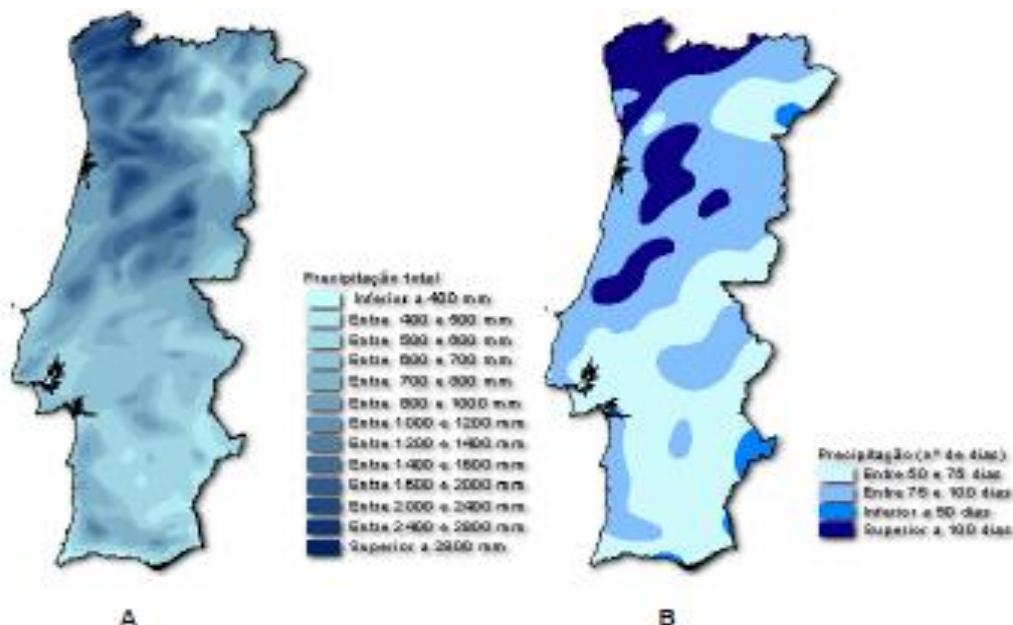 Precipitação total:
Inferior a 400 mm
Entre 400 e 500 mm
Entre 500 e 600 mm
Entre 600 e 700 mm
Entre 700 e 800 mm
Entre 800 e 1000 mm
Entre 1000 e 1200 mm
Entre 1200 e 1400 mm
Entre 1400 e 1600 mm
Entre 1600 e 2000 mm
Entre 2000 e 2400 mm
Entre 2400 e 2800 mm
Superior a 2800 mm
Precipitação (nº de dias)
Entre 50 e 75 dias
Entre 75 e 100 dias
Inferior a 50 dias
Superior a 100 dias
A
B